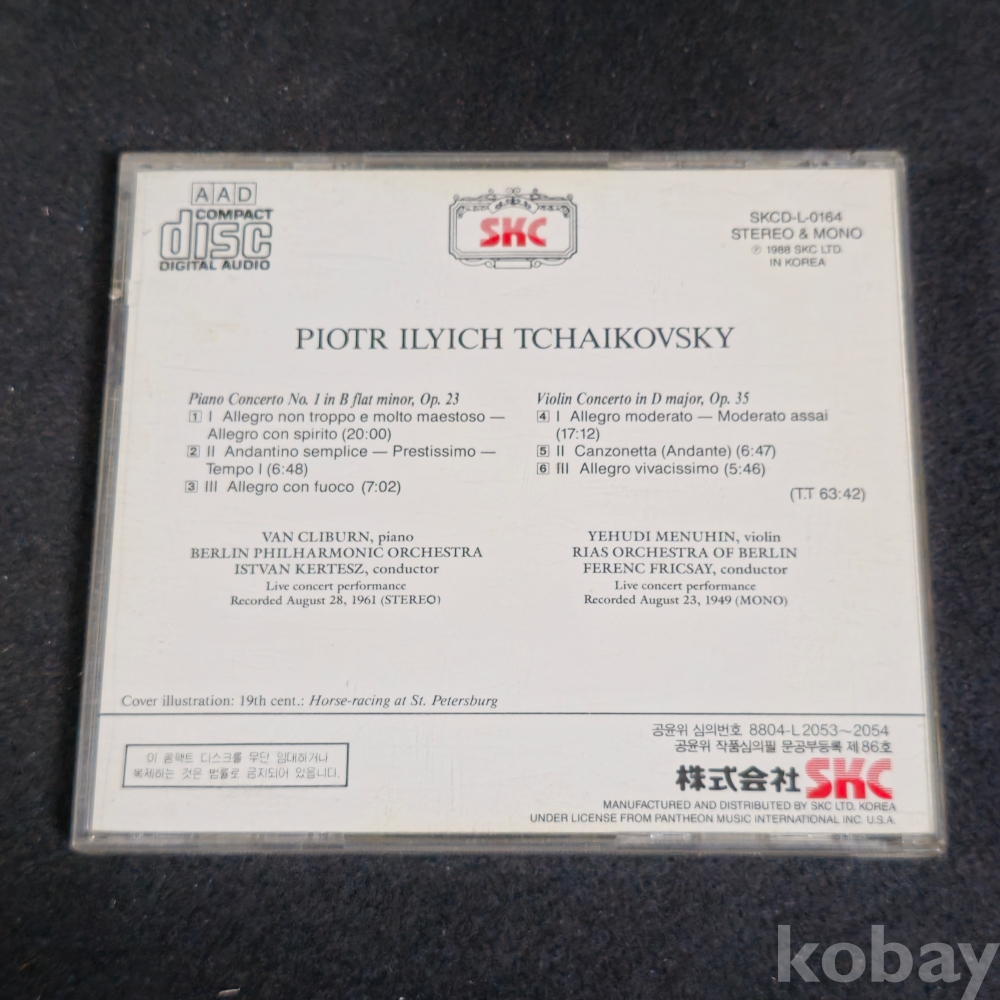 AAD
COMPACT
disc
DIGITAL AUDIO
SKC
SKCD-L-0164
STEREO & MONO
℗ 1988 SKC LTD.
IN KOREA
PIOTR ILYICH TCHAIKOVSKY
Piano Concerto No. 1 in B flat minor, Op. 23
1 I Allegro non troppo e molto maestoso —
Allegro con spirito (20:00)
2 II Andantino semplice — Prestissimo —
Tempo I (6:48)
3 III Allegro con fuoco (7:02)
Violin Concerto in D major, Op. 35
4 I Allegro moderato — Moderato assai
(17:12)
5 II Canzonetta (Andante) (6:47)
6 III Allegro vivacissimo (5:46)
(T.T 63:42)
VAN CLIBURN, piano
BERLIN PHILHARMONIC ORCHESTRA
ISTVAN KERTESZ, conductor
Live concert performance
Recorded August 28, 1961 (STEREO)
YEHUDI MENUHIN, violin
RIAS ORCHESTRA OF BERLIN
FERENC FRICSAY, conductor
Live concert performance
Recorded August 23, 1949 (MONO)
Cover illustration: 19th cent.: Horse-racing at St. Petersburg
이 콤팩트 디스크를 무단 임대하거나
복제하는 것은 법률로 금지되어 있읍니다.
공윤위 심의번호 8804-L2053~2054
공윤위 작품심의필 문공부등록 제86호
株式会社 SKC
MANUFACTURED AND DISTRIBUTED BY SKC LTD. KOREA
UNDER LICENSE FROM PANTHEON MUSIC INTERNATIONAL INC. U.S.A.
kobay